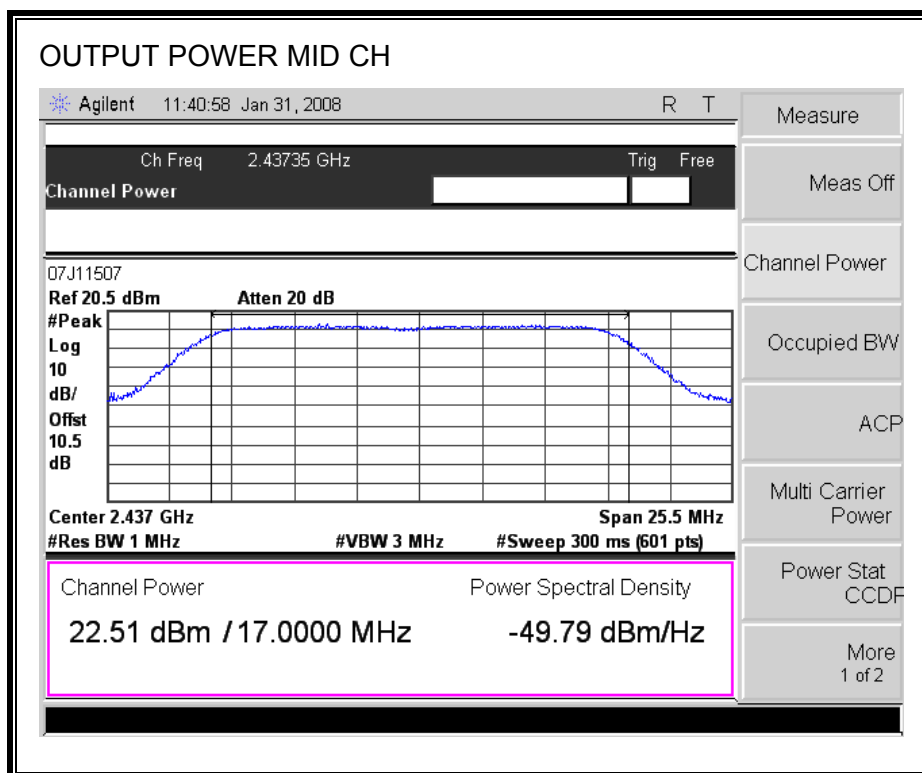 OUTPUT POWER MID CH
Agilent 11:40:58 Jan 31, 2008 R T
Ch Freq 2.43735 GHz Trig Free
Channel Power
07J11507
Ref 20.5 dBm Atten 20 dB
#Peak
Log
10
dB/
Offst
10.5
dB
Center 2.437 GHz Span 25.5 MHz
#Res BW 1 MHz #VBW 3 MHz #Sweep 300 ms (601 pts)
Channel Power Power Spectral Density
22.51 dBm / 17.0000 MHz -49.79 dBm/Hz
Measure
Meas Off
Channel Power
Occupied BW
ACP
Multi Carrier
Power
Power Stat
CCDF
More
1 of 2